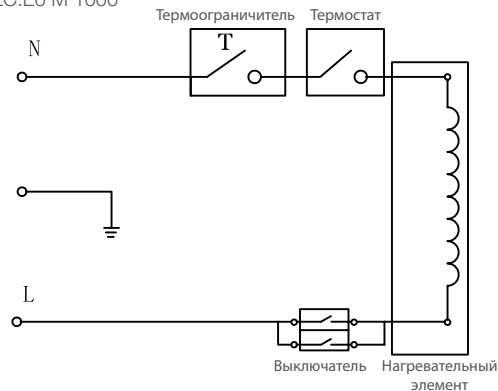 Термоограничитель Термостат
T
N
L
Выключатель Нагревательный
элемент